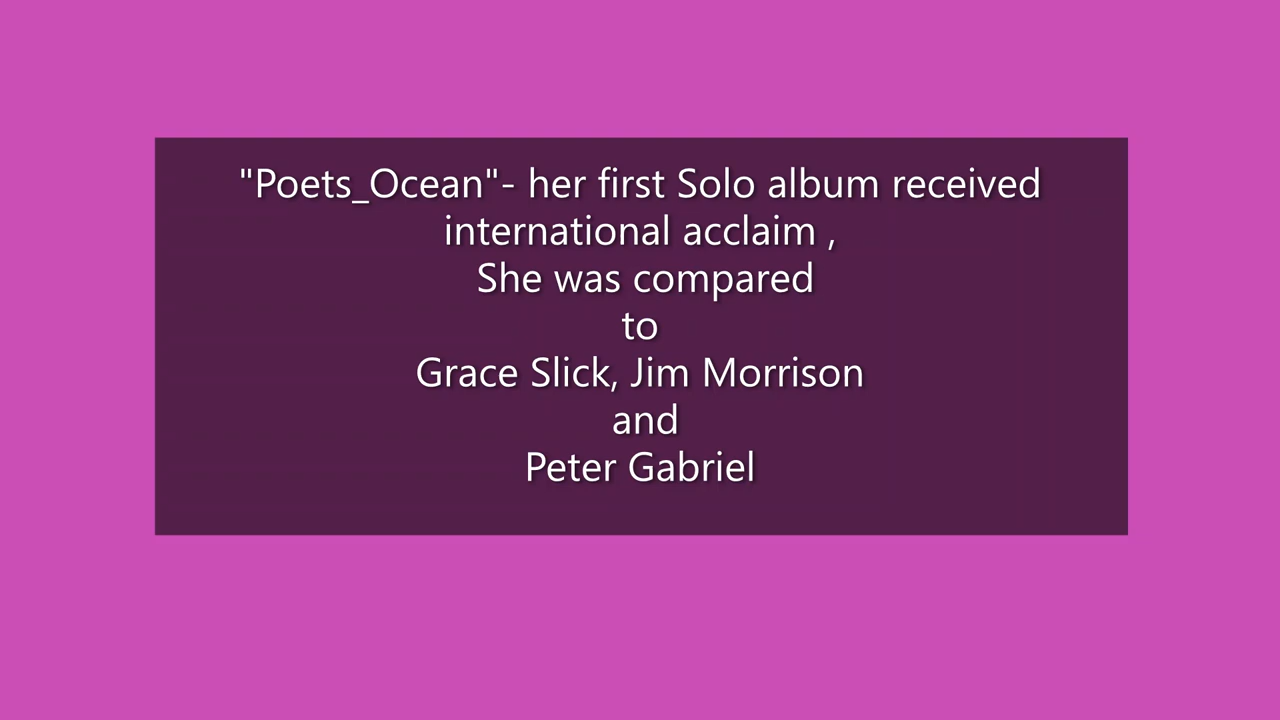 "Poets_Ocean"- her first Solo album received
international acclaim ,
She was compared
to
Grace Slick, Jim Morrison
and
Peter Gabriel